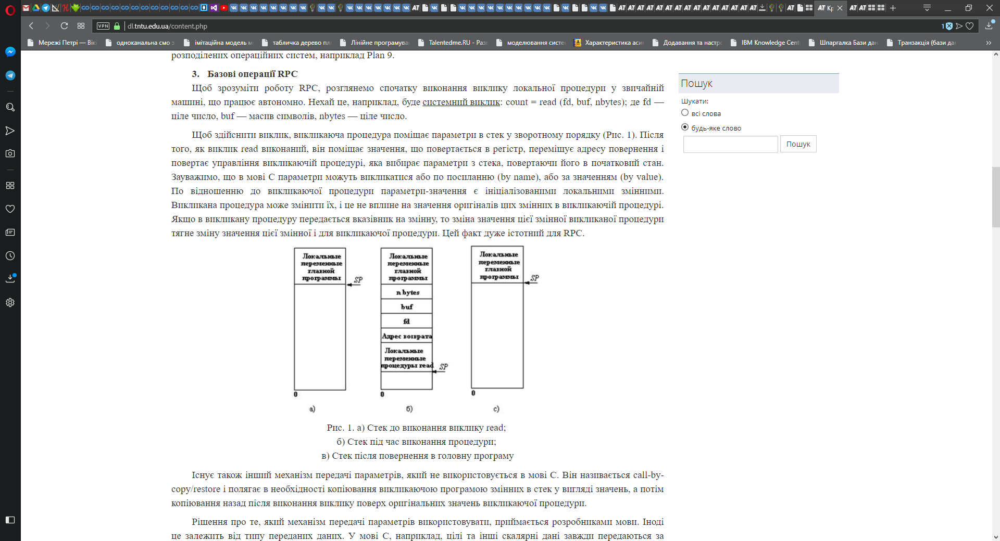 VPN
dl.tntu.edu.ua/content.php
1
Мережі Петрі — Вікі
одноканальна смо з
імітаційна модель м
табличка дерево пл
Лінійне програмува
Talentedme.RU - Раз
моделювання систе
Характеристика аси
Додавання та настр
IBM Knowledge Cent
Шпаргалка Бази дан
Транзакція (бази да
розподілених операційних систем, наприклад Plan 9.
3. Базові операції RPC
Щоб зрозуміти роботу RPC, розглянемо спочатку виконання виклику локальної процедури у звичайній
машині, що працює автономно. Нехай це, наприклад, буде системний виклик: count = read (fd, buf, nbytes); де fd —
ціле число, buf — масив символів, nbytes — ціле число.
Щоб здійснити виклик, викликаюча процедура поміщає параметри в стек у зворотному порядку (Рис. 1). Після
того, як виклик read виконаний, він поміщає значення, що повертається в регістр, переміщує адресу повернення і
повертає управління викликаючій процедурі, яка вибирає параметри з стека, повертаючи його в початковий стан.
Зауважимо, що в мові С параметри можуть викликатися або по посиланню (by name), або за значенням (by value).
По відношенню до викликаючої процедури параметри-значення є ініціалізованими локальними змінними.
Викликана процедура може змінити їх, і це не вплине на значення оригіналів цих змінних в викликаючій процедурі.
Якщо в викликану процедуру передається вказівник на змінну, то зміна значення цієї змінної викликаної процедури
тягне зміну значення цієї змінної і для викликаючої процедури. Цей факт дуже істотний для RPC.
Локальные
переменные
главной
программы
SP
0
а)
Локальные
переменные
главной
программы
n bytes
buf
fd
Адрес возврата
Локальные
переменные
процедуры read
SP
0
б)
Локальные
переменные
главной
программы
SP
0
с)
Рис. 1. а) Стек до виконання виклику read;
б) Стек під час виконання процедури;
в) Стек після повернення в головну програму
Існує також інший механізм передачі параметрів, який не використовується в мові С. Він називається call-by-
copy/restore і полягає в необхідності копіювання викликаючою програмою змінних в стек у вигляді значень, а потім
копіювання назад після виконання виклику поверх оригінальних значень викликаючої процедури.
Рішення про те, який механізм передачі параметрів використовувати, приймається розробниками мови. Іноді
це залежить від типу переданих даних. У мові С, наприклад, цілі та інші скалярні дані завжди передаються за
Пошук
Шукати:
всі слова
будь-яке слово
Пошук